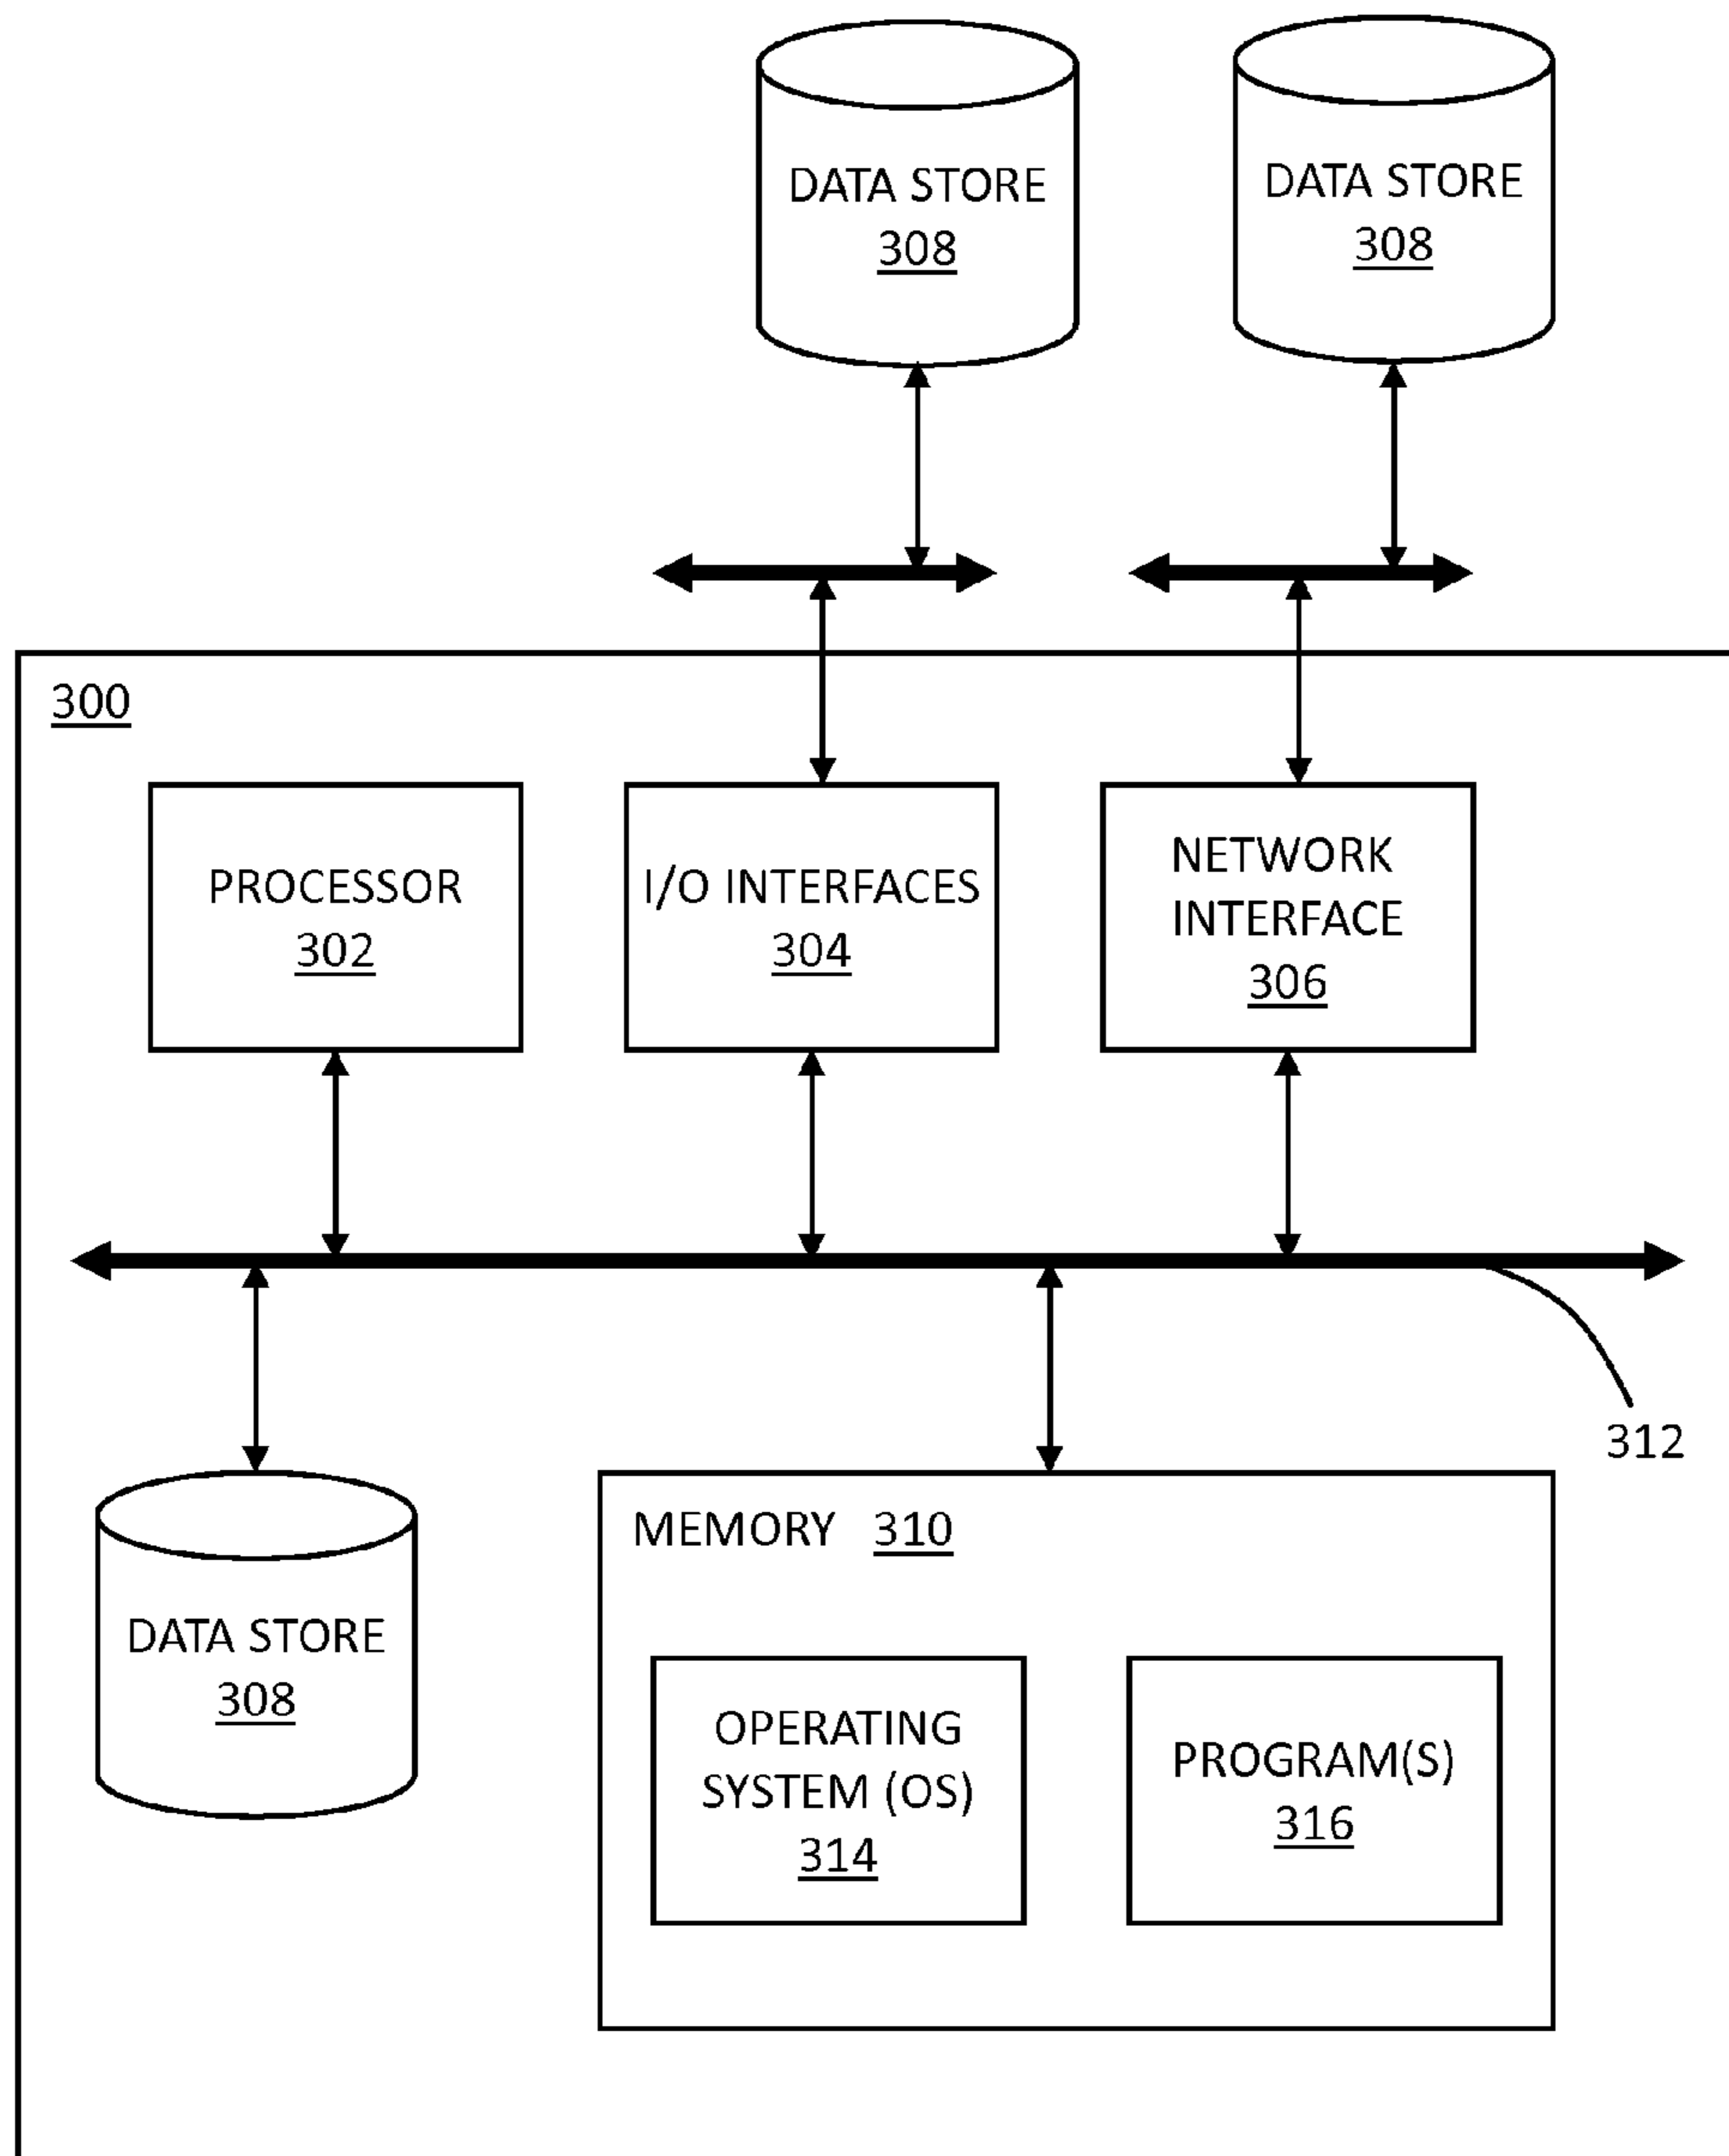 DATA STORE
308
DATA STORE
308
300
PROCESSOR
302
I/O INTERFACES
304
NETWORK
INTERFACE
306
312
DATA STORE
308
MEMORY 310
OPERATING
SYSTEM (OS)
314
PROGRAM(S)
316